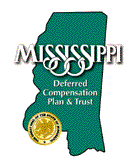 MISSISSIPPI
Deferred
Compensation
Plan & Trust